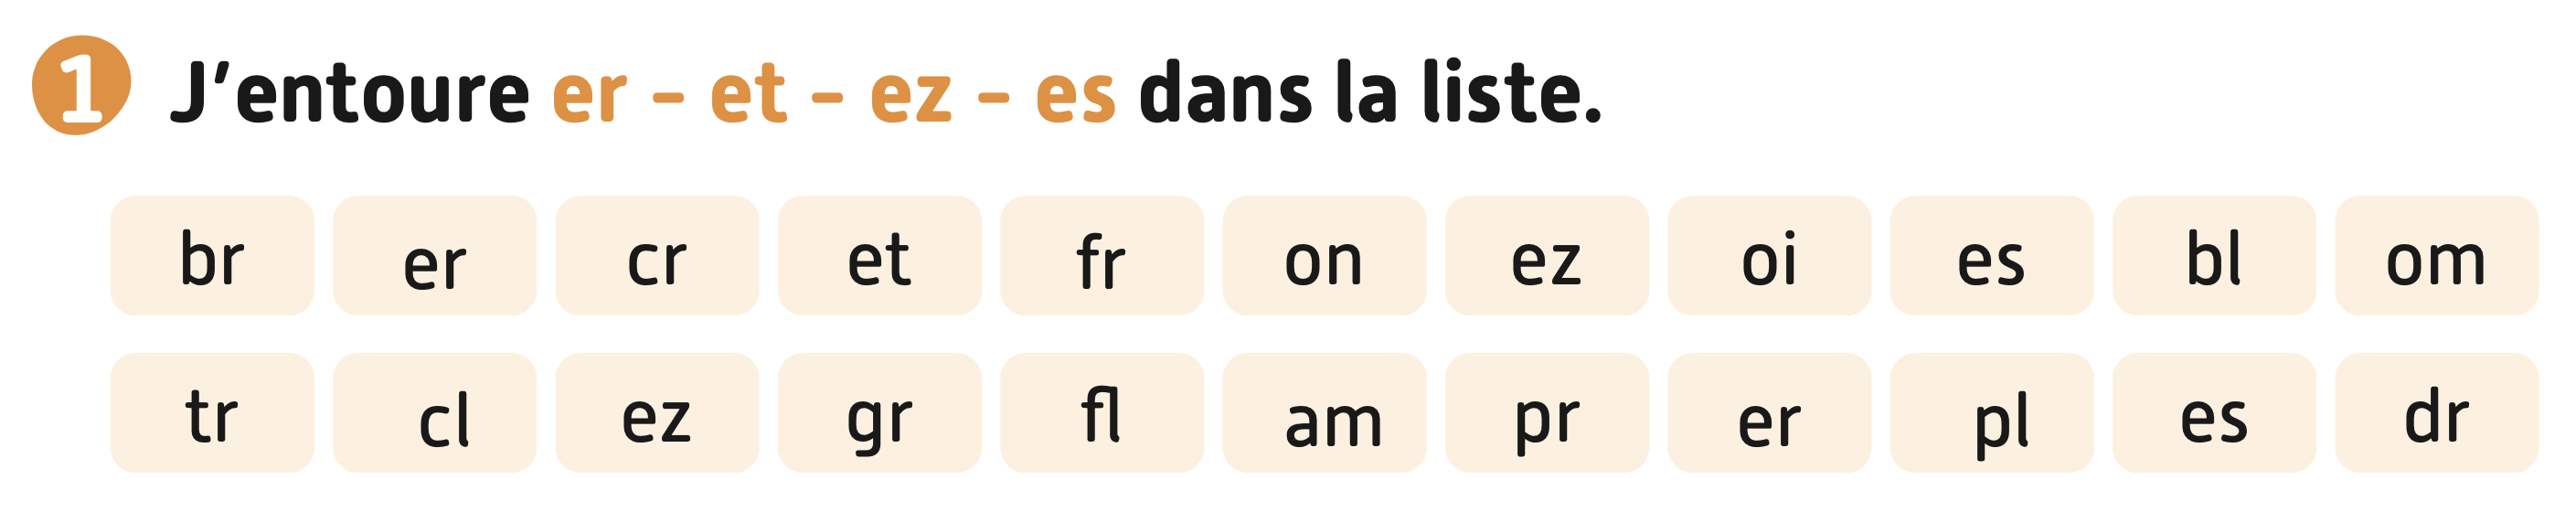 1 J’entoure er – et – ez – es dans la liste.
br er cr et fr on ez oi es bl om
tr cl ez gr fl am pr er pl es dr